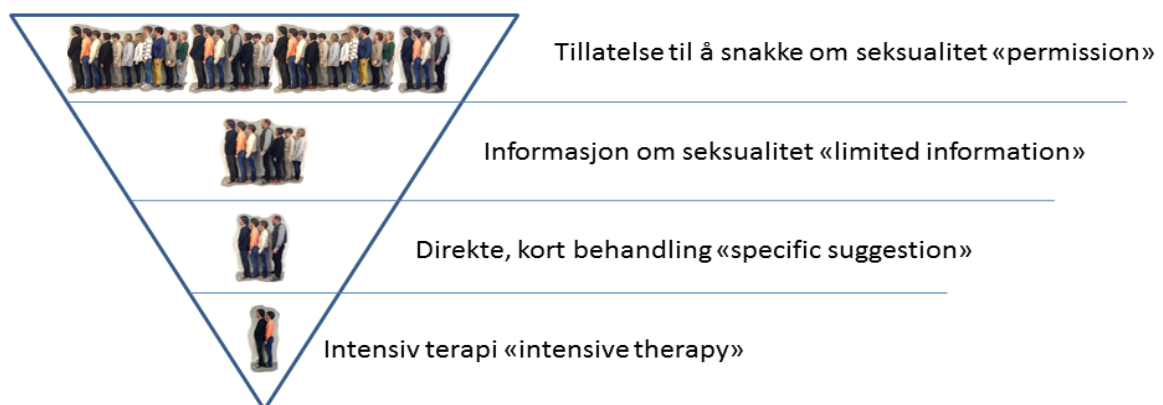 Tillatelse til å snakke om seksualitet «permission»
Informasjon om seksualitet «limited information»
Direkte, kort behandling «specific suggestion»
Intensiv terapi «intensive therapy»